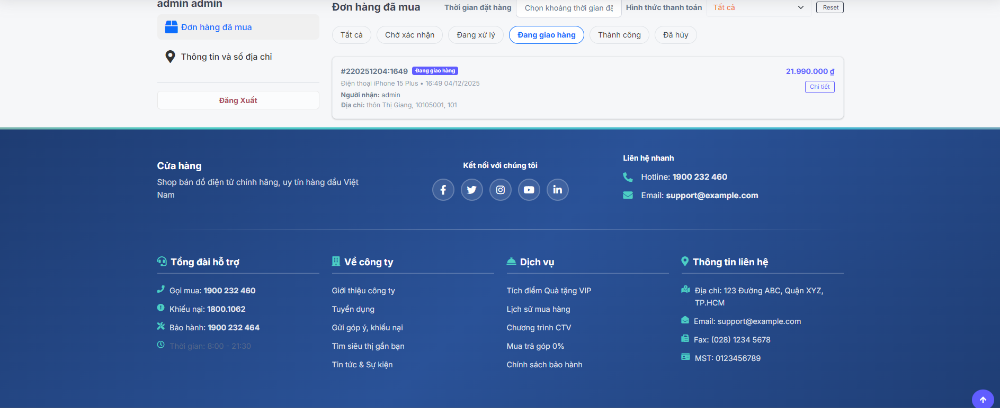 admin admin
Đơn hàng đã mua
Thông tin và số địa chỉ
Đăng Xuất
Đơn hàng đã mua
Thời gian đặt hàng
Chọn khoảng thời gian đặ
Hình thức thanh toán
Tất cả
Reset
Tất cả
Chờ xác nhận
Đang xử lý
Đang giao hàng
Thành công
Đã hủy
#220251204:1649 Đang giao hàng
21.990.000 ₫
Điện thoại iPhone 15 Plus • 16:49 04/12/2025
Chi tiết
Người nhận: admin
Địa chỉ: thôn Thị Giang, 10105001, 101
Cửa hàng
Shop bán đồ điện tử chính hãng, uy tín hàng đầu Việt
Nam
Kết nối với chúng tôi
Liên hệ nhanh
Hotline: 1900 232 460
Email: support@example.com
Tổng đài hỗ trợ
Gọi mua: 1900 232 460
Khiếu nại: 1800.1062
Bảo hành: 1900 232 464
Thời gian: 8:00 - 21:30
Về công ty
Giới thiệu công ty
Tuyển dụng
Gửi góp ý, khiếu nại
Tìm siêu thị gần bạn
Tin tức & Sự kiện
Dịch vụ
Tích điểm Quà tặng VIP
Lịch sử mua hàng
Chương trình CTV
Mua trả góp 0%
Chính sách bảo hành
Thông tin liên hệ
Địa chỉ: 123 Đường ABC, Quận XYZ,
TP.HCM
Email: support@example.com
Fax: (028) 1234 5678
MST: 0123456789